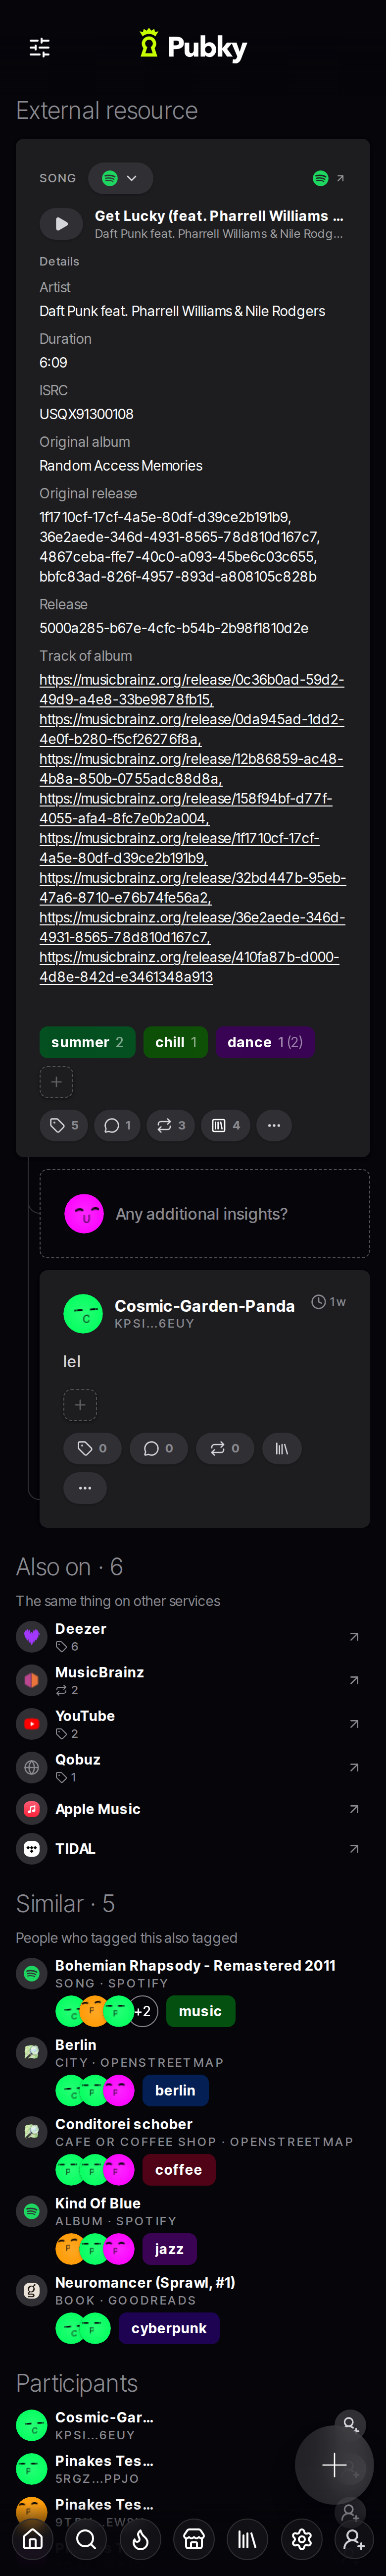 Pubky
External resource
SONG
Get Lucky (feat. Pharrell Williams ...
Daft Punk feat. Pharrell Williams & Nile Rodg...
Details
Artist
Daft Punk feat. Pharrell Williams & Nile Rodgers
Duration
6:09
ISRC
USQX91300108
Original album
Random Access Memories
Original release
1f1710cf-17cf-4a5e-80df-d39ce2b191b9,
36e2aede-346d-4931-8565-78d810d167c7,
4867ceba-ffe7-40c0-a093-45be6c03c655,
bbfc83ad-826f-4957-893d-a808105c828b
Release
5000a285-b67e-4cfc-b54b-2b98f1810d2e
Track of album
https://musicbrainz.org/release/0c36b0ad-59d2-
49d9-a4e8-33be9878fb15,
https://musicbrainz.org/release/0da945ad-1dd2-
4e0f-b280-f5cf26276f8a,
https://musicbrainz.org/release/12b86859-ac48-
4b8a-850b-0755adc88d8a,
https://musicbrainz.org/release/158f94bf-d77f-
4055-afa4-8fc7e0b2a004,
https://musicbrainz.org/release/1f1710cf-17cf-
4a5e-80df-d39ce2b191b9,
https://musicbrainz.org/release/32bd447b-95eb-
47a6-8710-e76b74fe56a2,
https://musicbrainz.org/release/36e2aede-346d-
4931-8565-78d810d167c7,
https://musicbrainz.org/release/410fa87b-d000-
4d8e-842d-e3461348a913
summer 2 chill 1 dance 1 (2)
5 1 3 4
U Any additional insights?
C Cosmic-Garden-Panda 1w
KPSI...6EUY
lel
0 0 0
Also on · 6
The same thing on other services
Deezer
6
MusicBrainz
2
YouTube
2
Qobuz
1
Apple Music
TIDAL
Similar · 5
People who tagged this also tagged
Bohemian Rhapsody - Remastered 2011
SONG · SPOTIFY
C F P +2 music
Berlin
CITY · OPENSTREETMAP
C P P berlin
Conditorei schober
CAFE OR COFFEE SHOP · OPENSTREETMAP
P P P coffee
Kind Of Blue
ALBUM · SPOTIFY
P P P jazz
Neuromancer (Sprawl, #1)
BOOK · GOODREADS
C P cyberpunk
Participants
C Cosmic-Gar...
KPSI...6EUY
P Pinakes Tes...
5RGZ...PPJO
P Pinakes Tes...